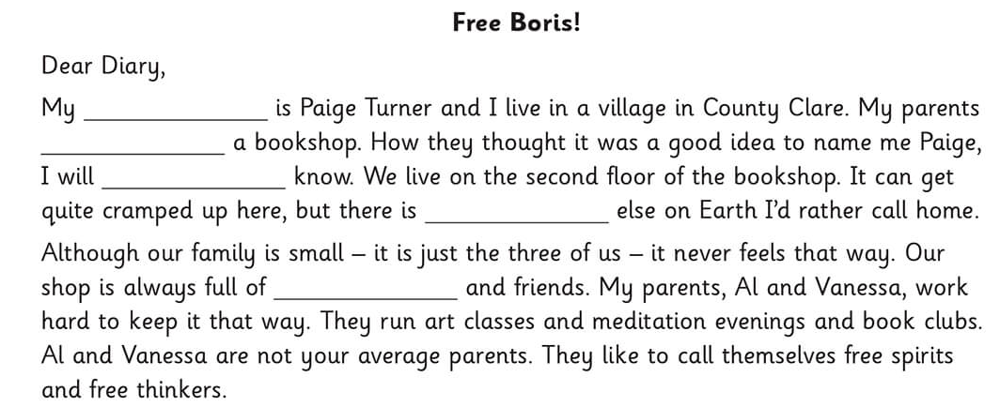 Free Boris!
Dear Diary,
My ______________ is Paige Turner and I live in a village in County Clare. My parents
______________ a bookshop. How they thought it was a good idea to name me Paige,
I will ______________ know. We live on the second floor of the bookshop. It can get
quite cramped up here, but there is ______________ else on Earth I’d rather call home.
Although our family is small – it is just the three of us – it never feels that way. Our
shop is always full of ______________ and friends. My parents, Al and Vanessa, work
hard to keep it that way. They run art classes and meditation evenings and book clubs.
Al and Vanessa are not your average parents. They like to call themselves free spirits
and free thinkers.